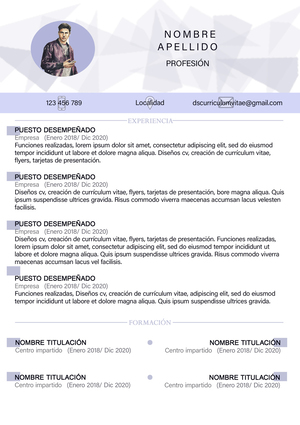 NOMBRE
APELLIDO
PROFESIÓN
123 456 789 Localidad dscurriculumvitae@gmail.com
EXPERIENCIA
PUESTO DESEMPEÑADO
Empresa (Enero 2018/ Dic 2020)
Funciones realizadas, lorem ipsum dolor sit amet, consectetur adipiscing elit, sed do eiusmod
tempor incididunt ut labore et dolore magna aliqua. Diseños cv, creación de currículum vitae,
flyers, tarjetas de presentación.
PUESTO DESEMPEÑADO
Empresa (Enero 2018/ Dic 2020)
Diseños cv, creación de currículum vitae, flyers, tarjetas de presentación, bore magna aliqua. Quis
ipsum suspendisse ultrices gravida. Risus commodo viverra maecenas accumsan lacus velesten
facilisis.
PUESTO DESEMPEÑADO
Empresa (Enero 2018/ Dic 2020)
Diseños cv, creación de currículum vitae, flyers, tarjetas de presentación. Funciones realizadas,
lorem ipsum dolor sit amet, consectetur adipiscing elit, sed do eiusmod tempor incididunt ut
labore et dolore magna aliqua. Quis ipsum suspendisse ultrices gravida. Risus commodo viverra
maecenas accumsan lacus vel facilisis.
PUESTO DESEMPEÑADO
Empresa (Enero 2018/ Dic 2020)
Funciones realizadas, Diseños cv, creación de currículum vitae, adipiscing elit, sed do eiusmod
tempor incididunt ut labore et dolore magna aliqua. Quis ipsum suspendisse ultrices gravida.
FORMACIÓN
NOMBRE TITULACIÓN NOMBRE TITULACIÓN
Centro impartido (Enero 2018/ Dic 2020) Centro impartido (Enero 2018/ Dic 2020)
NOMBRE TITULACIÓN NOMBRE TITULACIÓN
Centro impartido (Enero 2018/ Dic 2020) Centro impartido (Enero 2018/ Dic 2020)